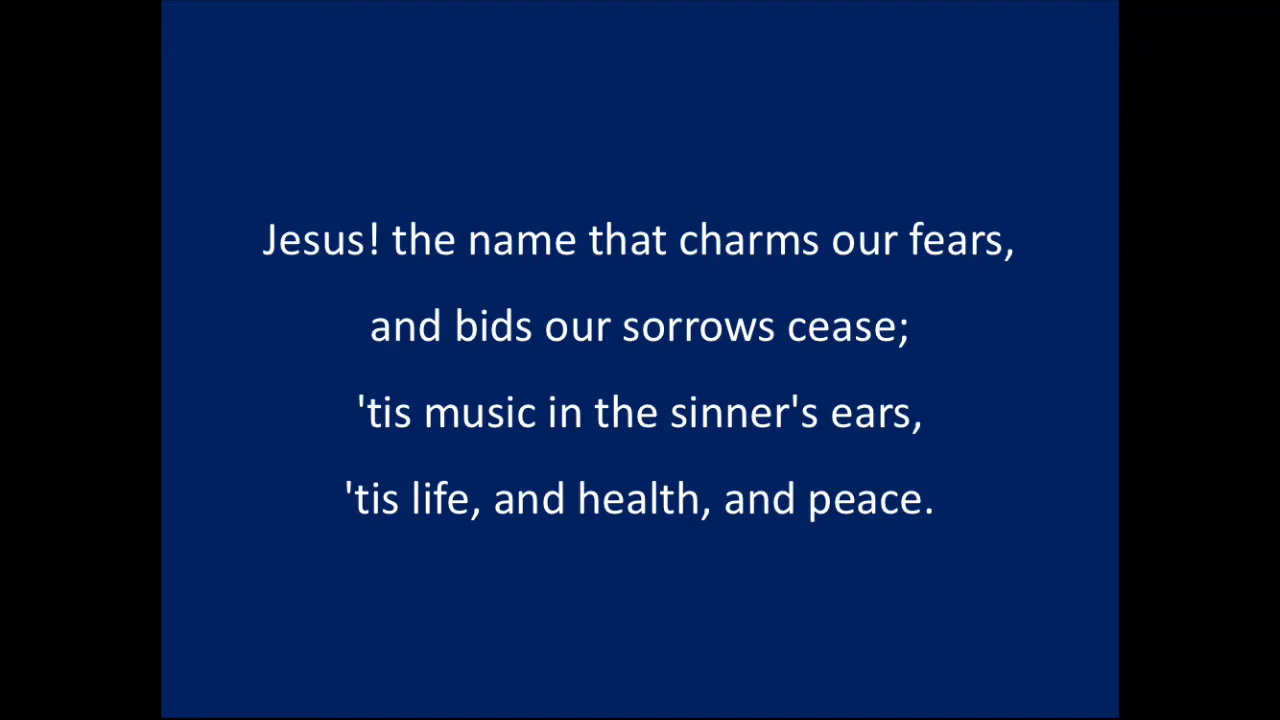 Jesus! the name that charms our fears,
and bids our sorrows cease;
'tis music in the sinner's ears,
'tis life, and health, and peace.